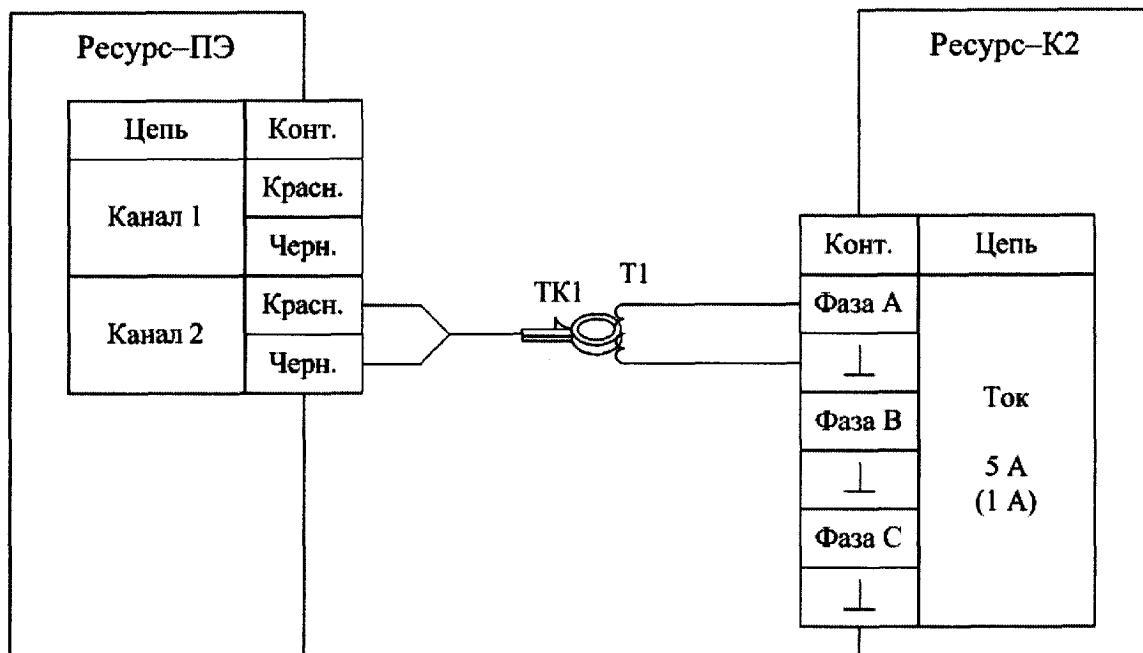 Ресурс–ПЭ
Цепь Конт.
Канал 1
Красн.
Черн.
Канал 2
Красн.
Черн.
ТК1
Т1
Ресурс–К2
Конт. Цепь
Фаза А
⊥
Фаза В
⊥
Фаза С
⊥
Ток
5 А
(1 А)